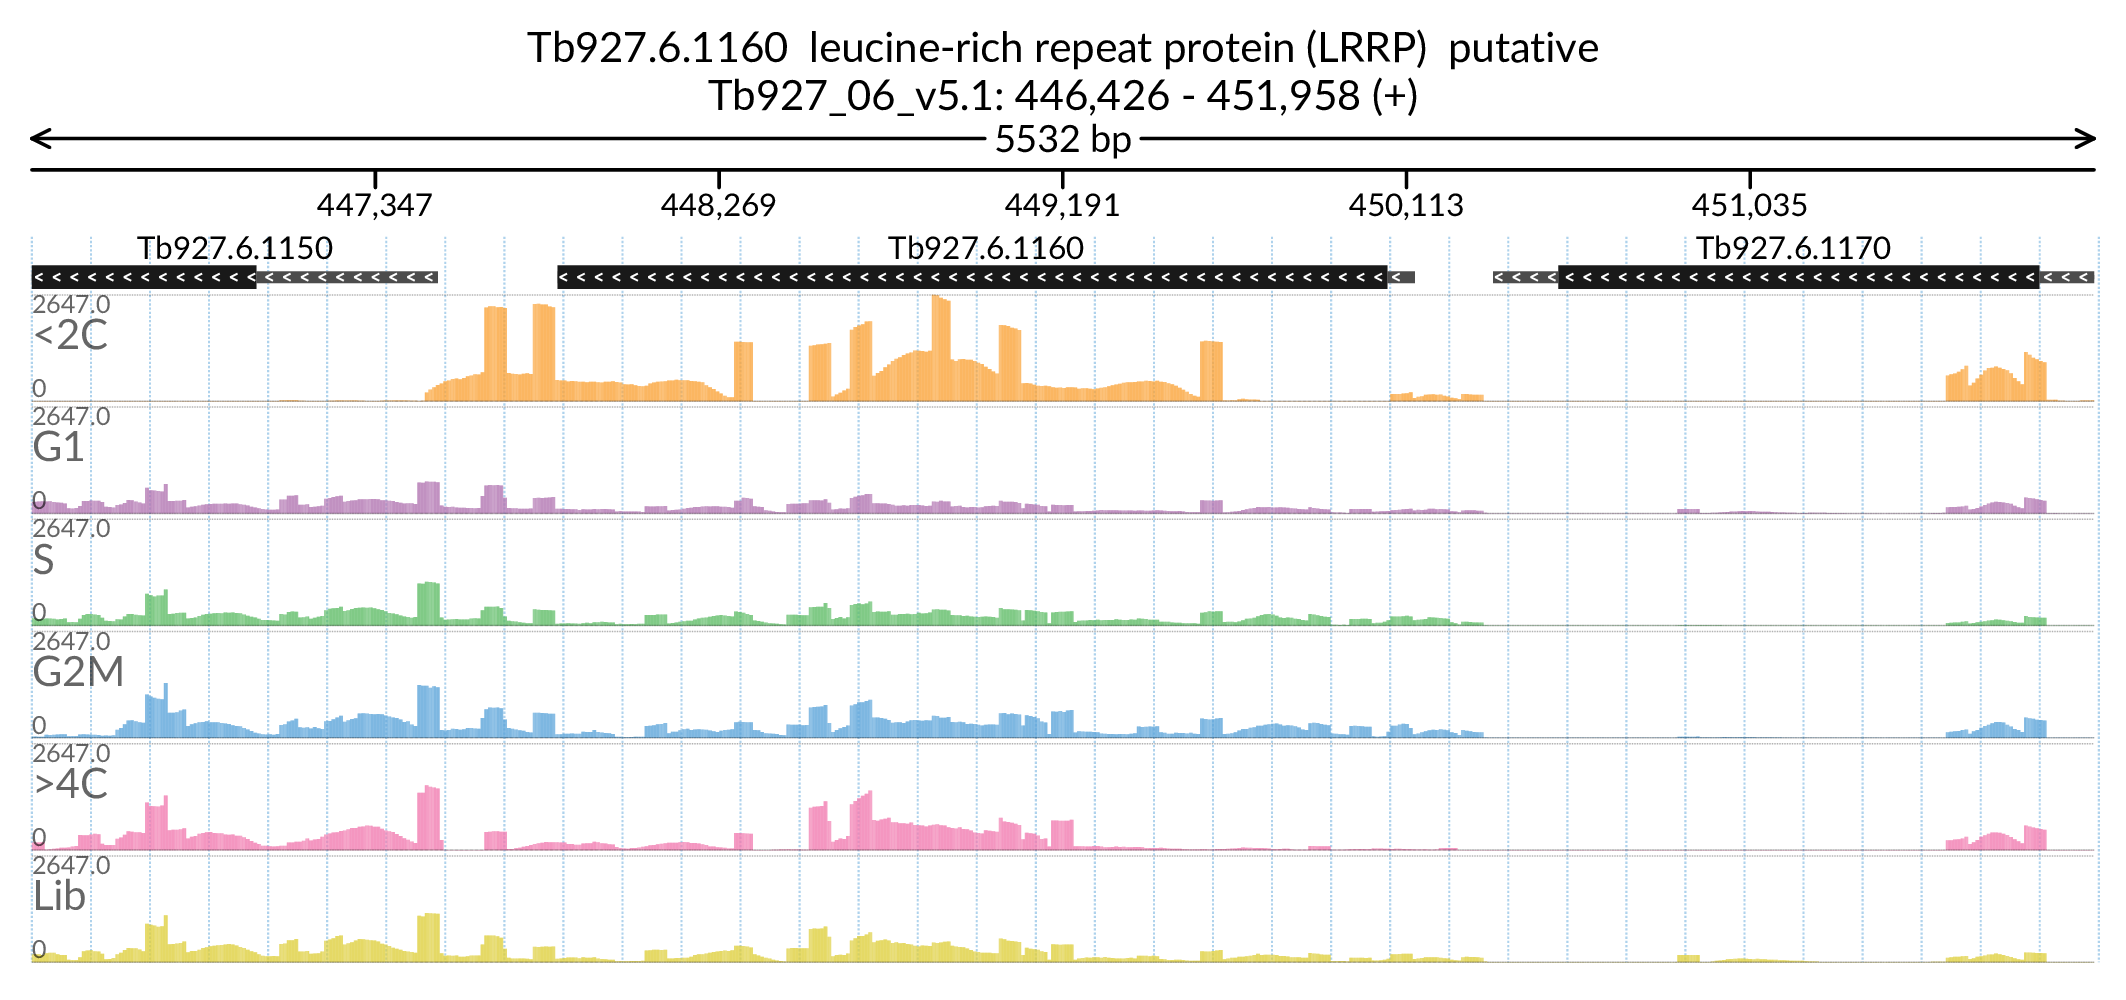 Tb927.6.1160  leucine-rich repeat protein (LRRP)  putative
Tb927_06_v5.1: 446,426 - 451,958 (+)
5532 bp
447,347 448,269 449,191 450,113 451,035
Tb927.6.1150 Tb927.6.1160 Tb927.6.1170
2647.0
<2C
0
2647.0
G1
0
2647.0
S
0
2647.0
G2M
0
2647.0
>4C
0
2647.0
Lib
0